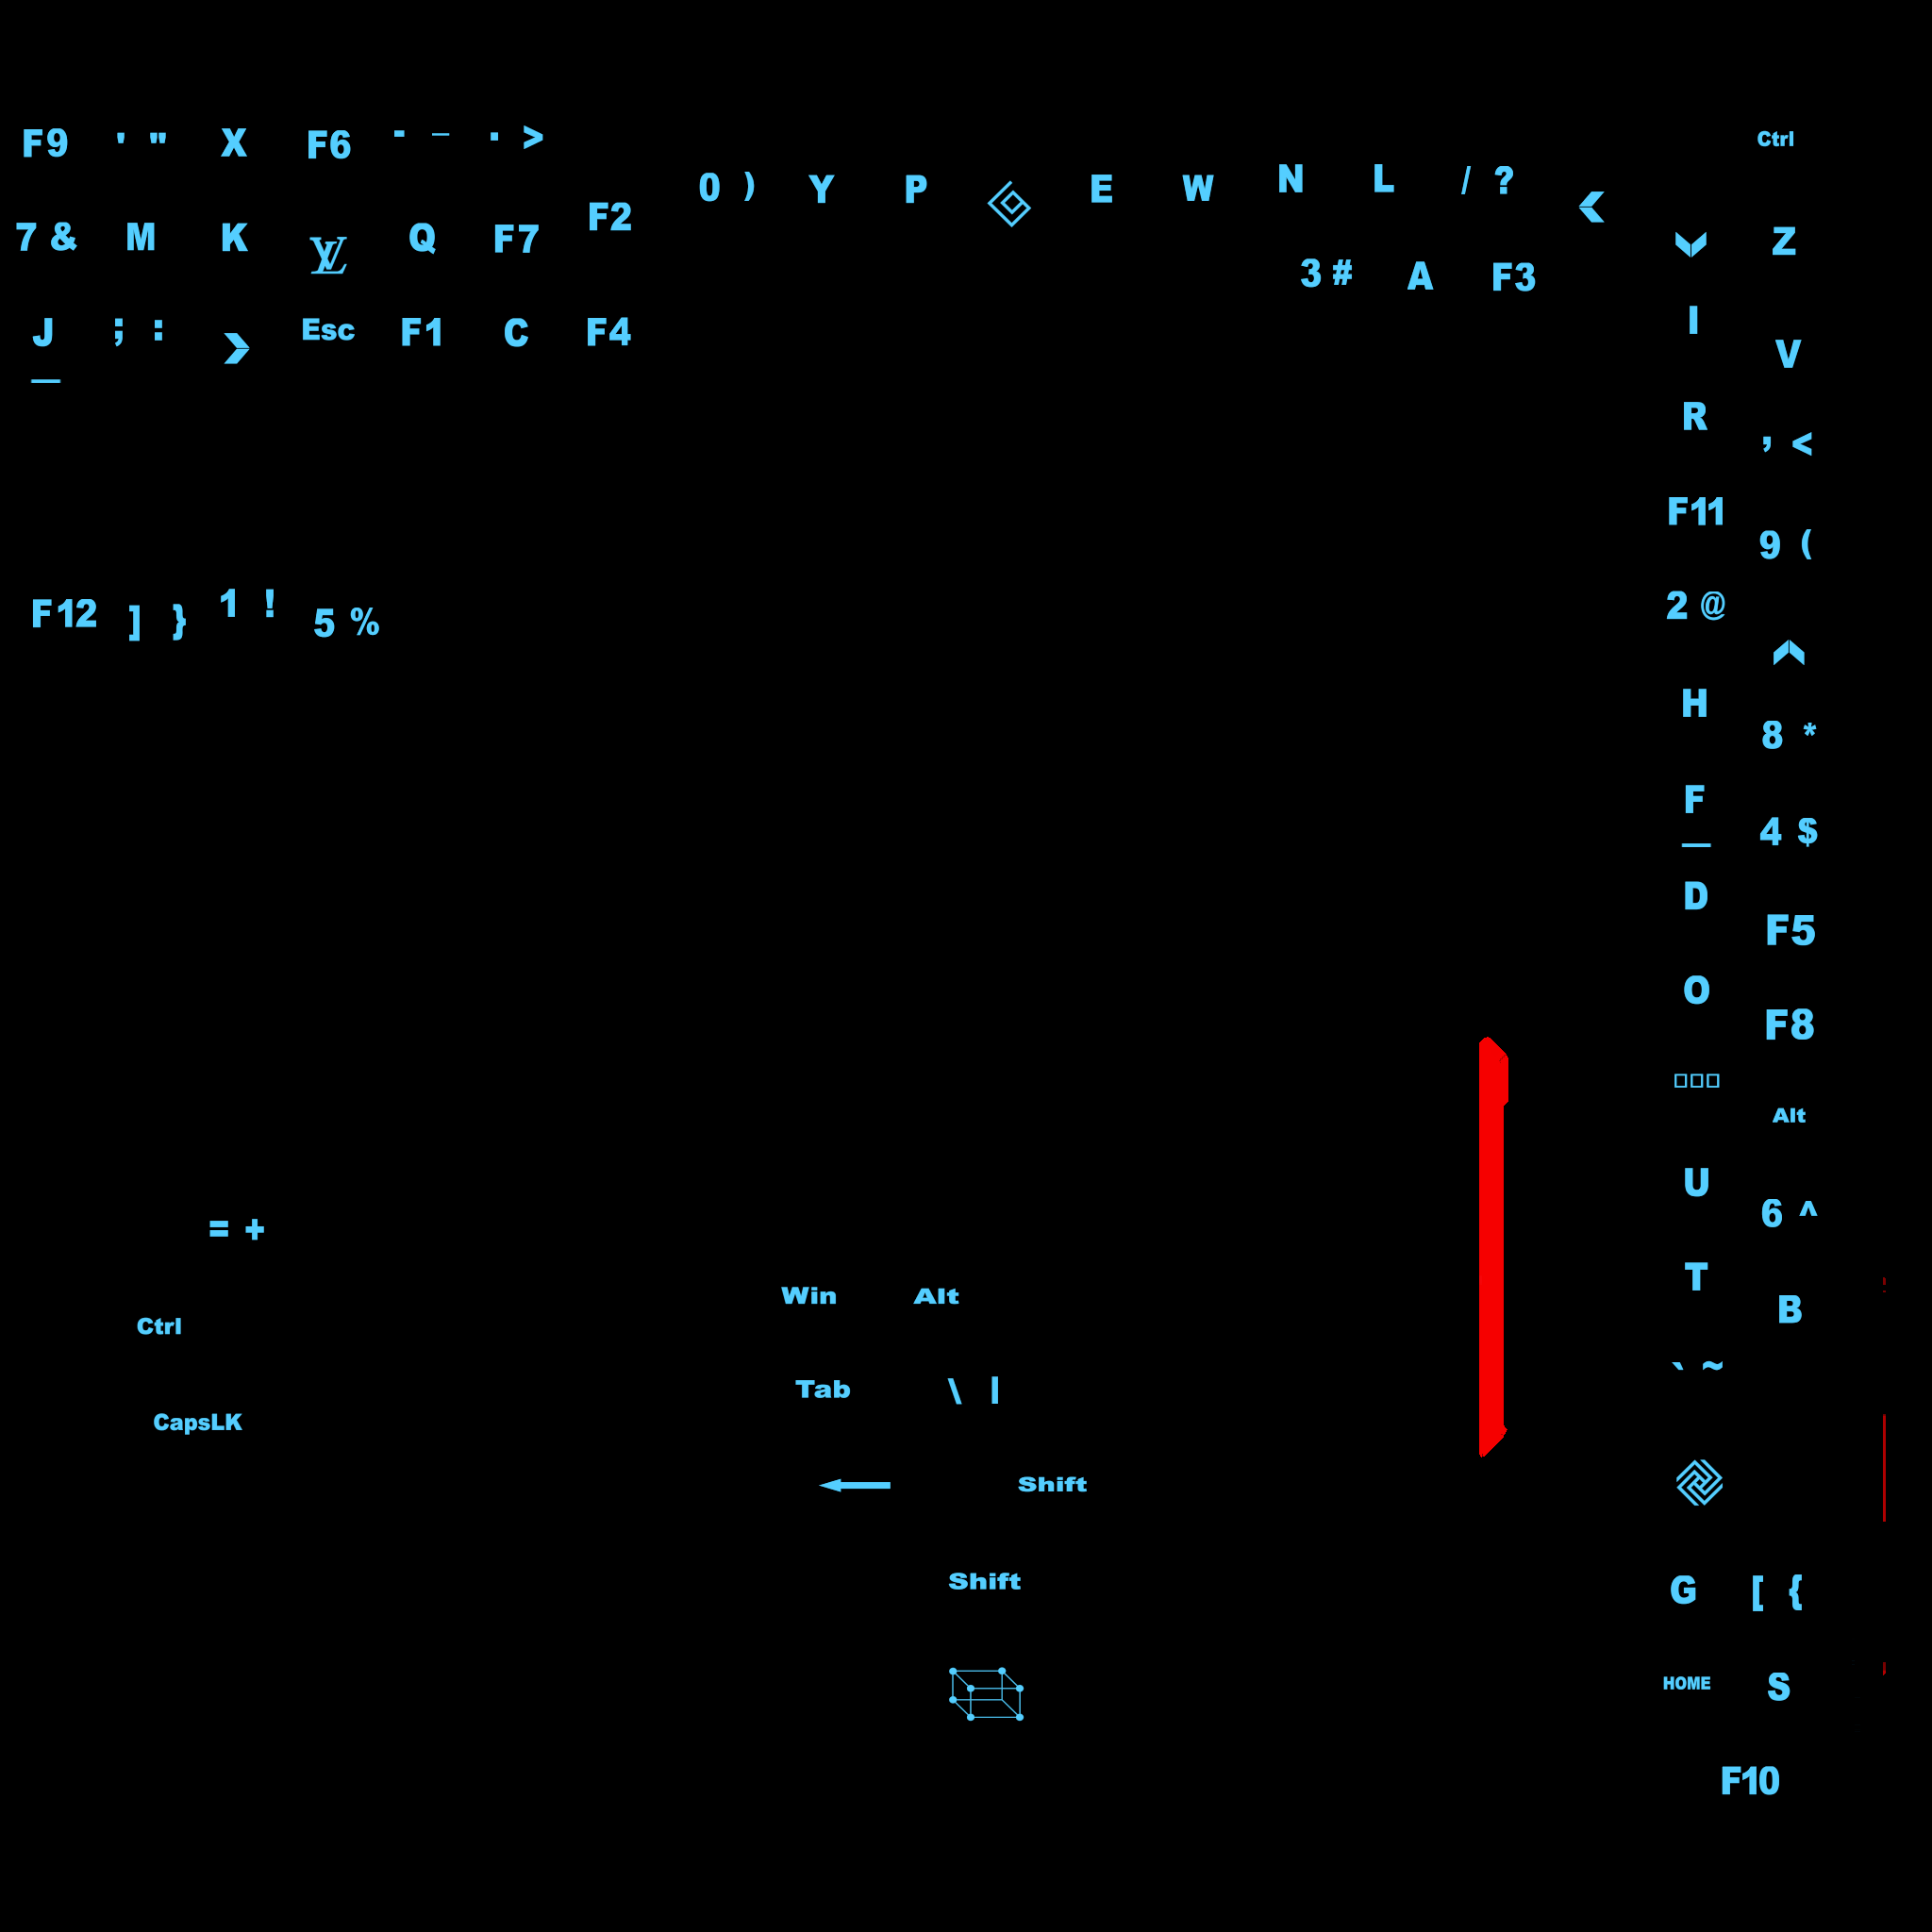 Ctrl
F9 ' " X F6 - _ . >
0 ) Y P E W N L / ?
7 & M K Q F7 F2
Z
3 # A F3
J ; : Esc F1 C F4
I
V
R
, <
F11
9 (
F12 ] } 1 ! 5 %
2 @
H
8 *
F
4 $
D
F5
O
F8
Alt
U
6 ^
= +
T
Win Alt
B
Ctrl
` ~
Tab \ |
CapsLK
Shift
Shift
G [ {
HOME S
F10